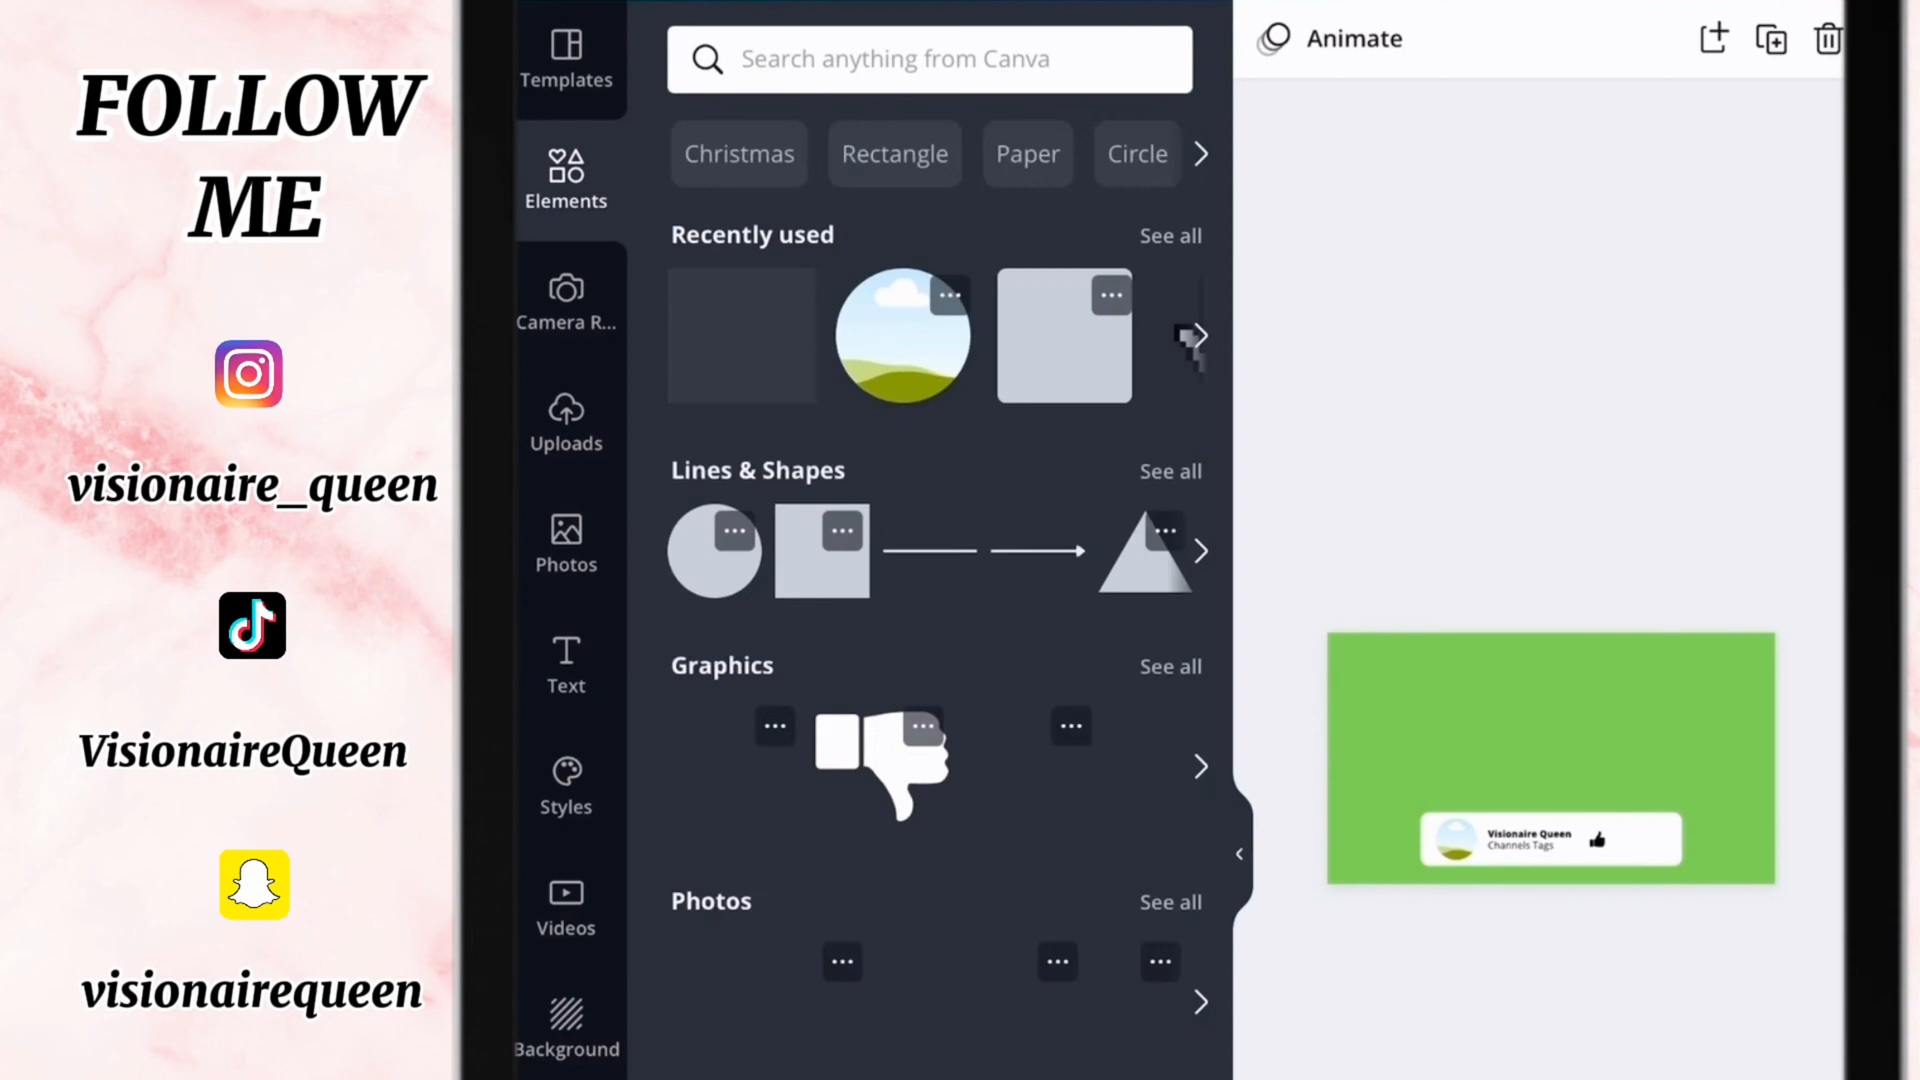 FOLLOW
ME
visionaire_queen
VisionaireQueen
visionairequeen
Templates
Elements
Camera R...
Uploads
Photos
Text
Styles
Videos
Background
Search anything from Canva
Christmas
Rectangle
Paper
Circle
Recently used
See all
Lines & Shapes
See all
Graphics
See all
Photos
See all
Animate
Visionaire Queen
Channels Tags